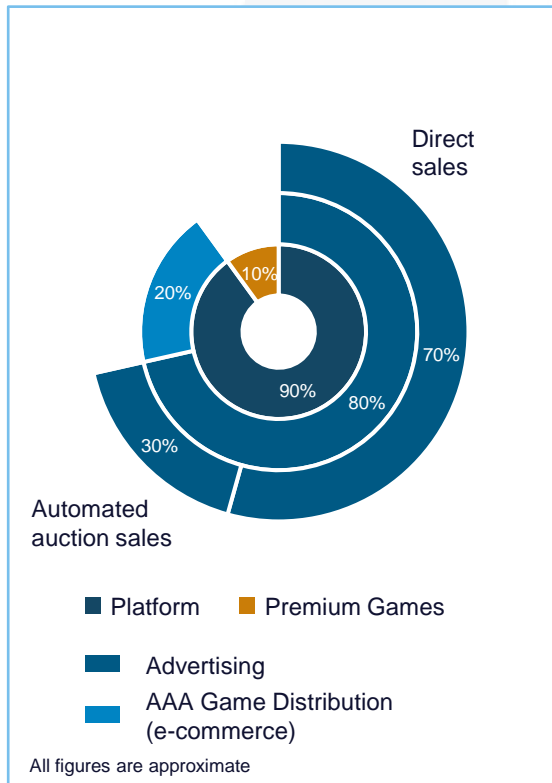 Direct
sales
10%
20%
70%
90%
80%
30%
Automated
auction sales
Platform
Premium Games
Advertising
AAA Game Distribution
(e-commerce)
All figures are approximate